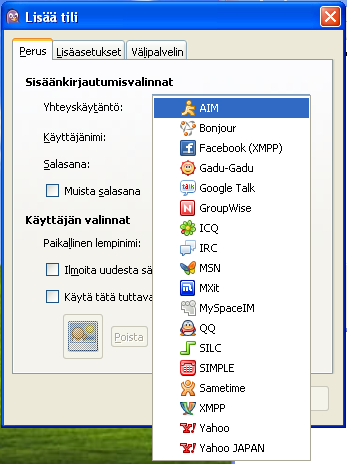 Lisää tili
Perus
Lisäasetukset
Välipalvelin
Sisäänkirjautumisvalinnat
Yhteyskäytäntö:
Käyttäjänimi:
Salasana:
Muista salasana
Käyttäjän valinnat
Paikallinen lempinimi:
Ilmoita uudesta sä
Käytä tätä tuttava
Poista
AIM
Bonjour
Facebook (XMPP)
Gadu-Gadu
Google Talk
GroupWise
ICQ
IRC
MSN
MXit
MySpaceIM
QQ
SILC
SIMPLE
Sametime
XMPP
Yahoo
Yahoo JAPAN